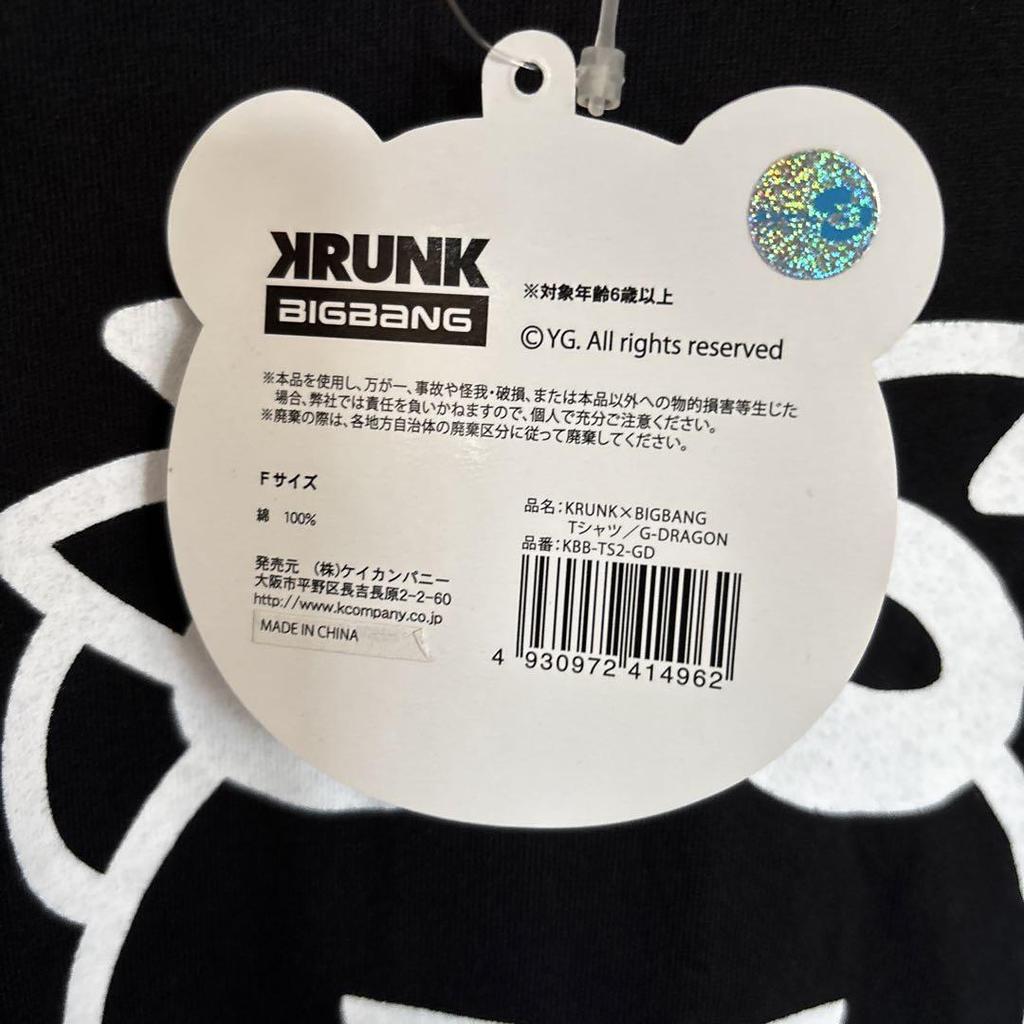 KRUNK
BIGBANG
※対象年齢6歳以上
©YG. All rights reserved
※本品を使用し、万が一、事故や怪我・破損、または本品以外への物的損害等生じた
場合、弊社では責任を負いかねますので、個人で充分ご注意ください。
※廃棄の際は、各地方自治体の廃棄区分に従って廃棄してください。
Fサイズ
綿 100%
発売元 (株)ケイカンパニー
大阪市平野区長吉長原2-2-60
http://www.kcompany.co.jp
MADE IN CHINA
品名:KRUNK×BIGBANG
Tシャツ/G-DRAGON
品番:KBB-TS2-GD
4 930972 414962